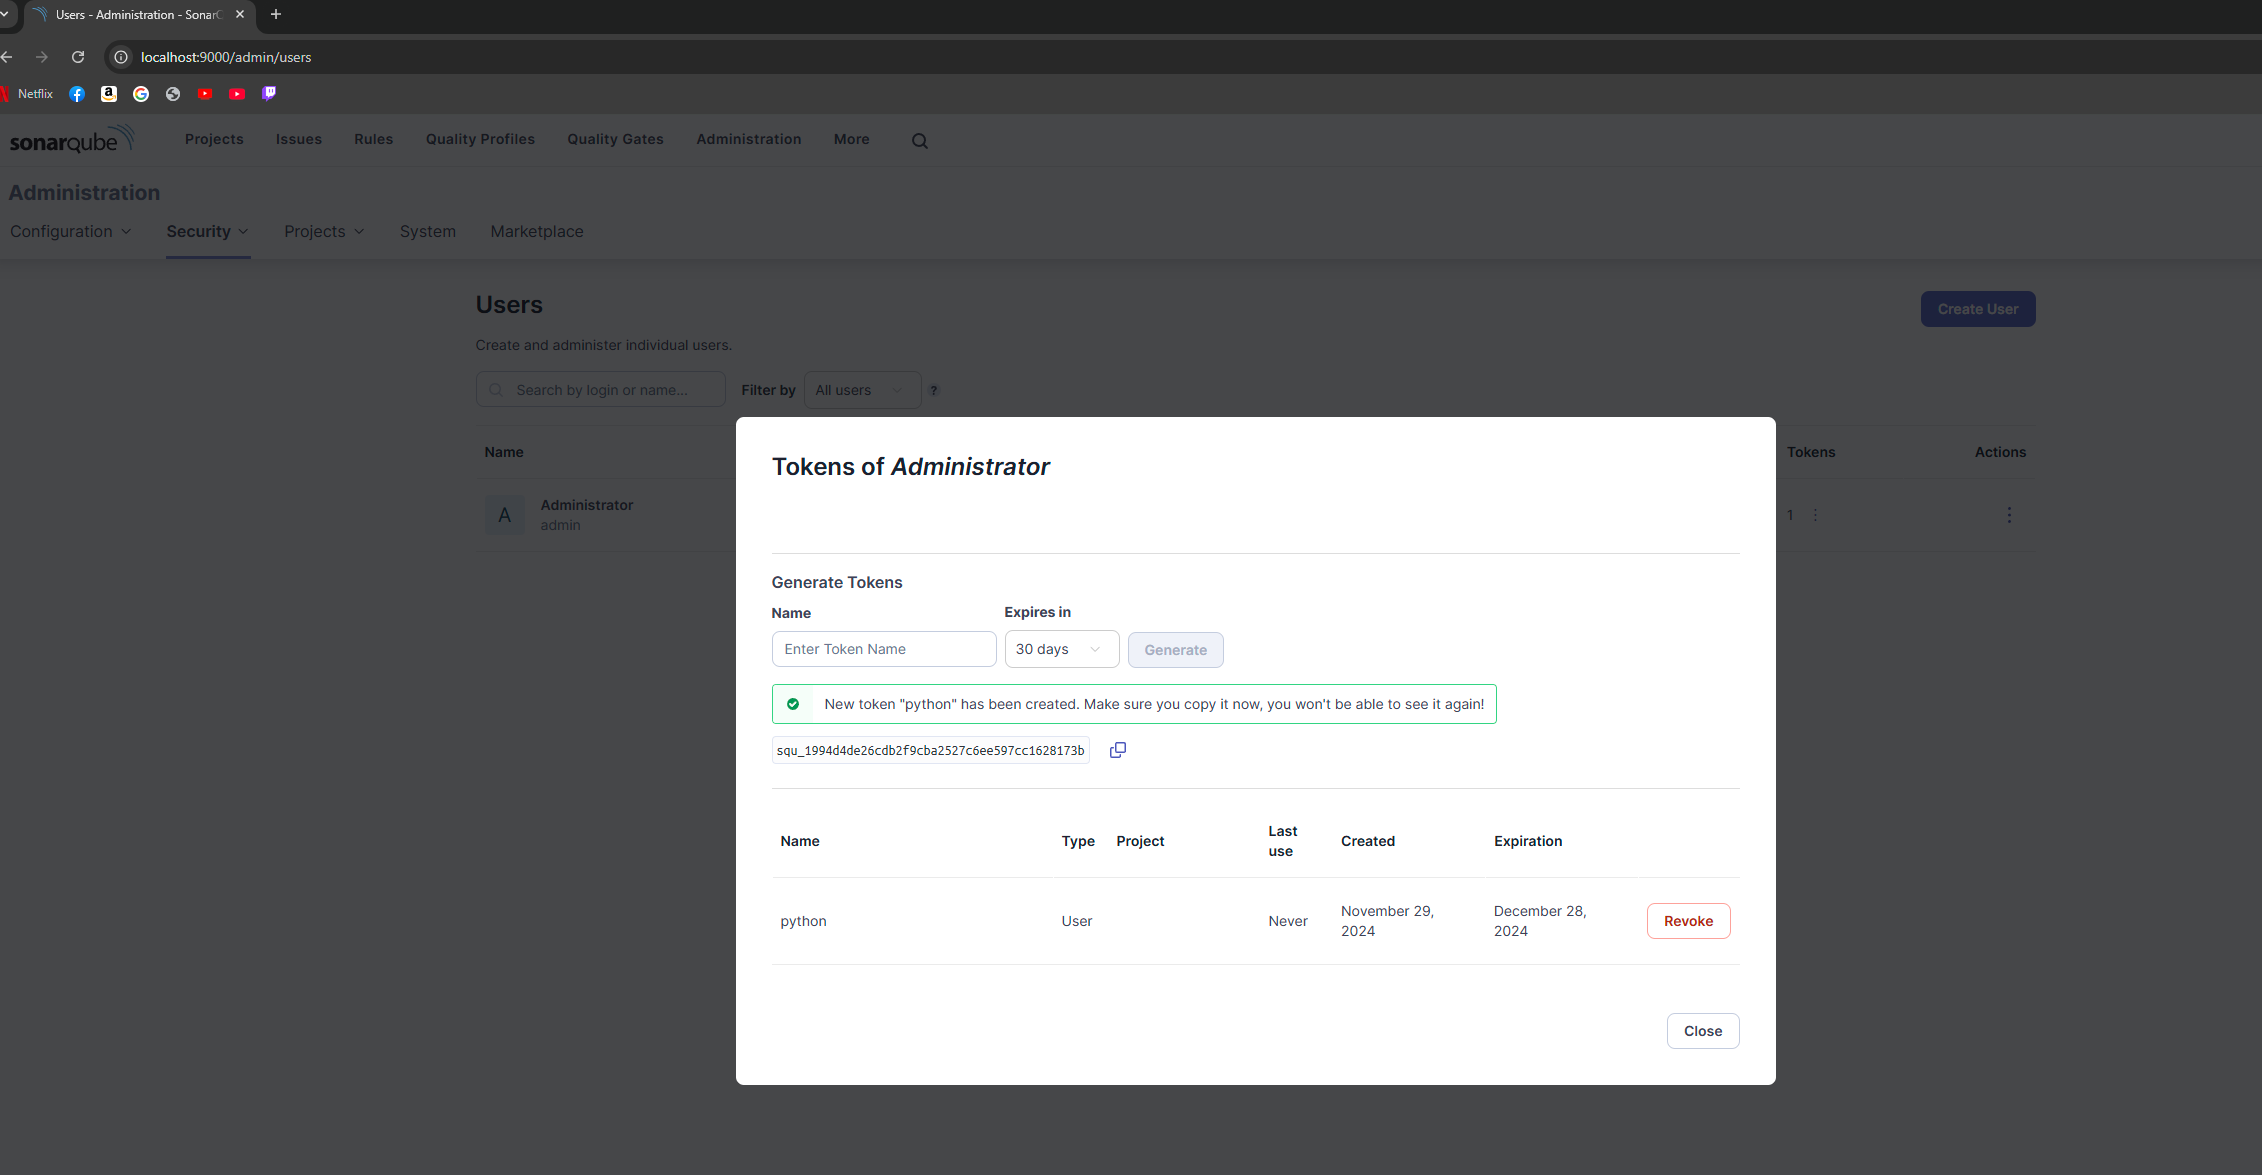 Users - Administration - Sonar
localhost:9000/admin/users
Netflix
sonarqube
Projects Issues Rules Quality Profiles Quality Gates Administration More
Administration
Configuration Security Projects System Marketplace
Users
Create User
Create and administer individual users.
Search by login or name...
Filter by
All users
?
Name
Tokens
Actions
A
Administrator
admin
1
Tokens of Administrator
Generate Tokens
Name
Expires in
Enter Token Name
30 days
Generate
New token "python" has been created. Make sure you copy it now, you won't be able to see it again!
squ_1994d4de26cdb2f9cba2527c6ee597cc1628173b
Name
Type
Project
Last
use
Created
Expiration
python
User
Never
November 29,
2024
December 28,
2024
Revoke
Close